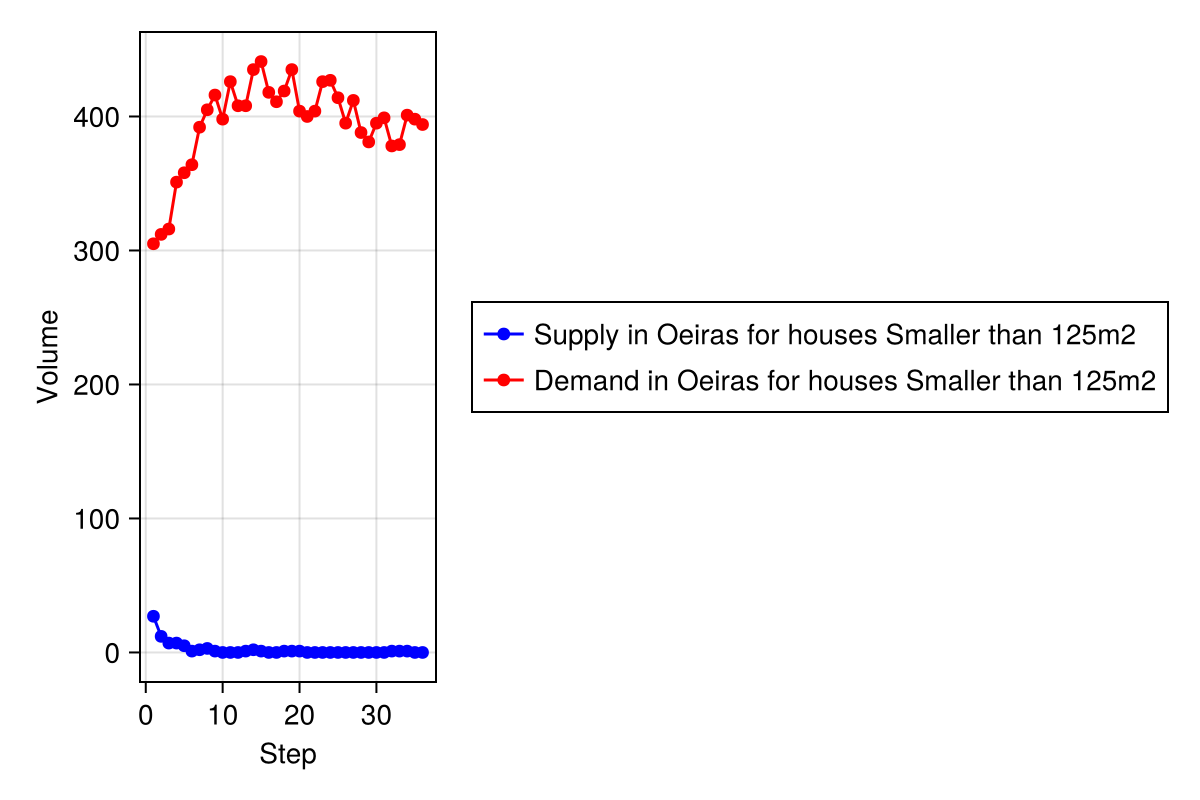 Volume
400
300
200
100
0
0 10 20 30
Step
Supply in Oeiras for houses Smaller than 125m2
Demand in Oeiras for houses Smaller than 125m2